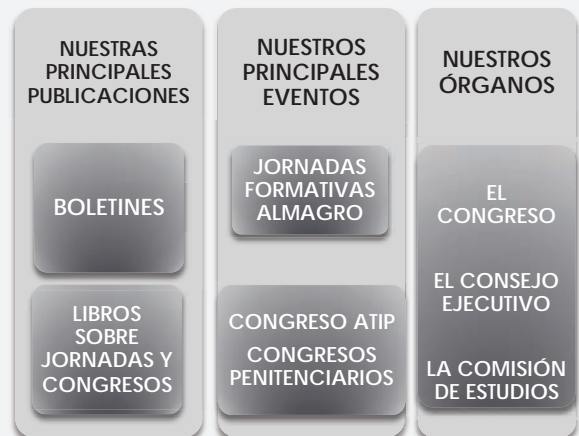 NUESTRAS
PRINCIPALES
PUBLICACIONES
BOLETINES
LIBROS
SOBRE
JORNADAS Y
CONGRESOS
NUESTROS
PRINCIPALES
EVENTOS
JORNADAS
FORMATIVAS
ALMAGRO
CONGRESO ATIP
CONGRESOS
PENITENCIARIOS
NUESTROS
ÓRGANOS
EL
CONGRESO
EL CONSEJO
EJECUTIVO
LA COMISIÓN
DE ESTUDIOS